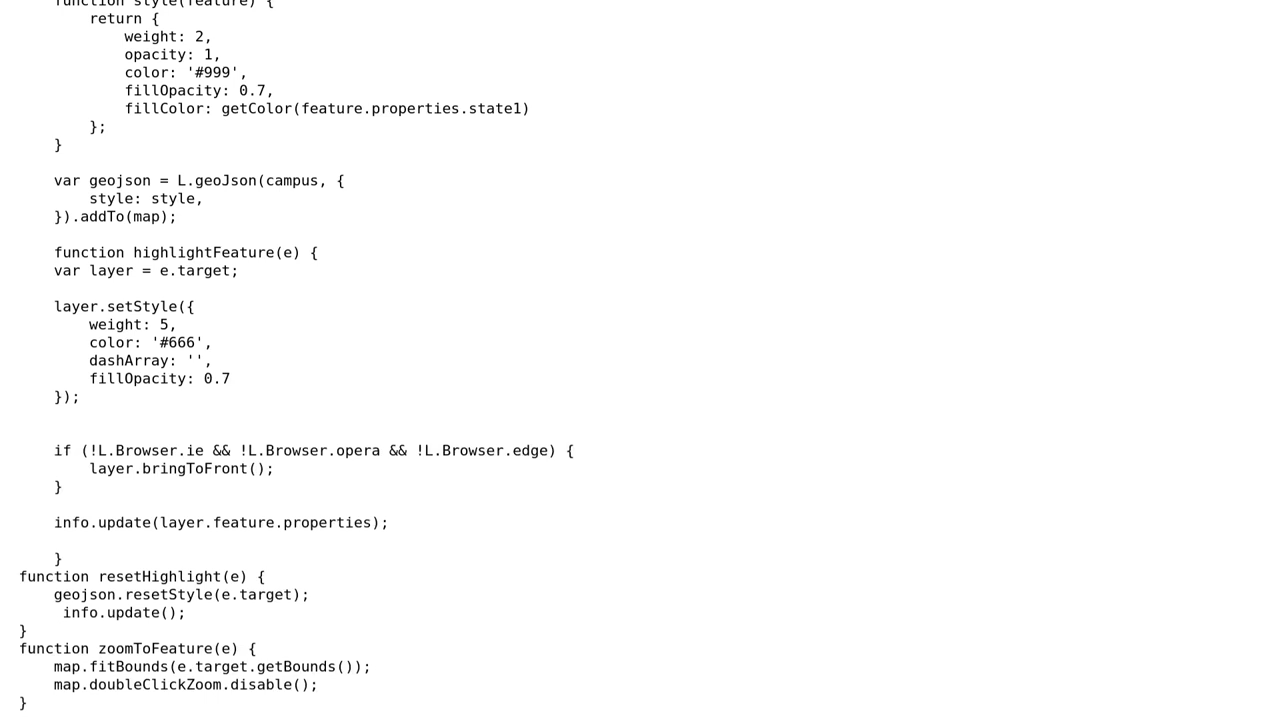 function style(feature) {
return {
weight: 2,
opacity: 1,
color: '#999',
fillOpacity: 0.7,
fillColor: getColor(feature.properties.state1)
};
}
var geojson = L.geoJson(campus, {
style: style,
}).addTo(map);
function highlightFeature(e) {
var layer = e.target;
layer.setStyle({
weight: 5,
color: '#666',
dashArray: '',
fillOpacity: 0.7
});
if (!L.Browser.ie && !L.Browser.opera && !L.Browser.edge) {
layer.bringToFront();
}
info.update(layer.feature.properties);
}
function resetHighlight(e) {
geojson.resetStyle(e.target);
info.update();
}
function zoomToFeature(e) {
map.fitBounds(e.target.getBounds());
map.doubleClickZoom.disable();
}